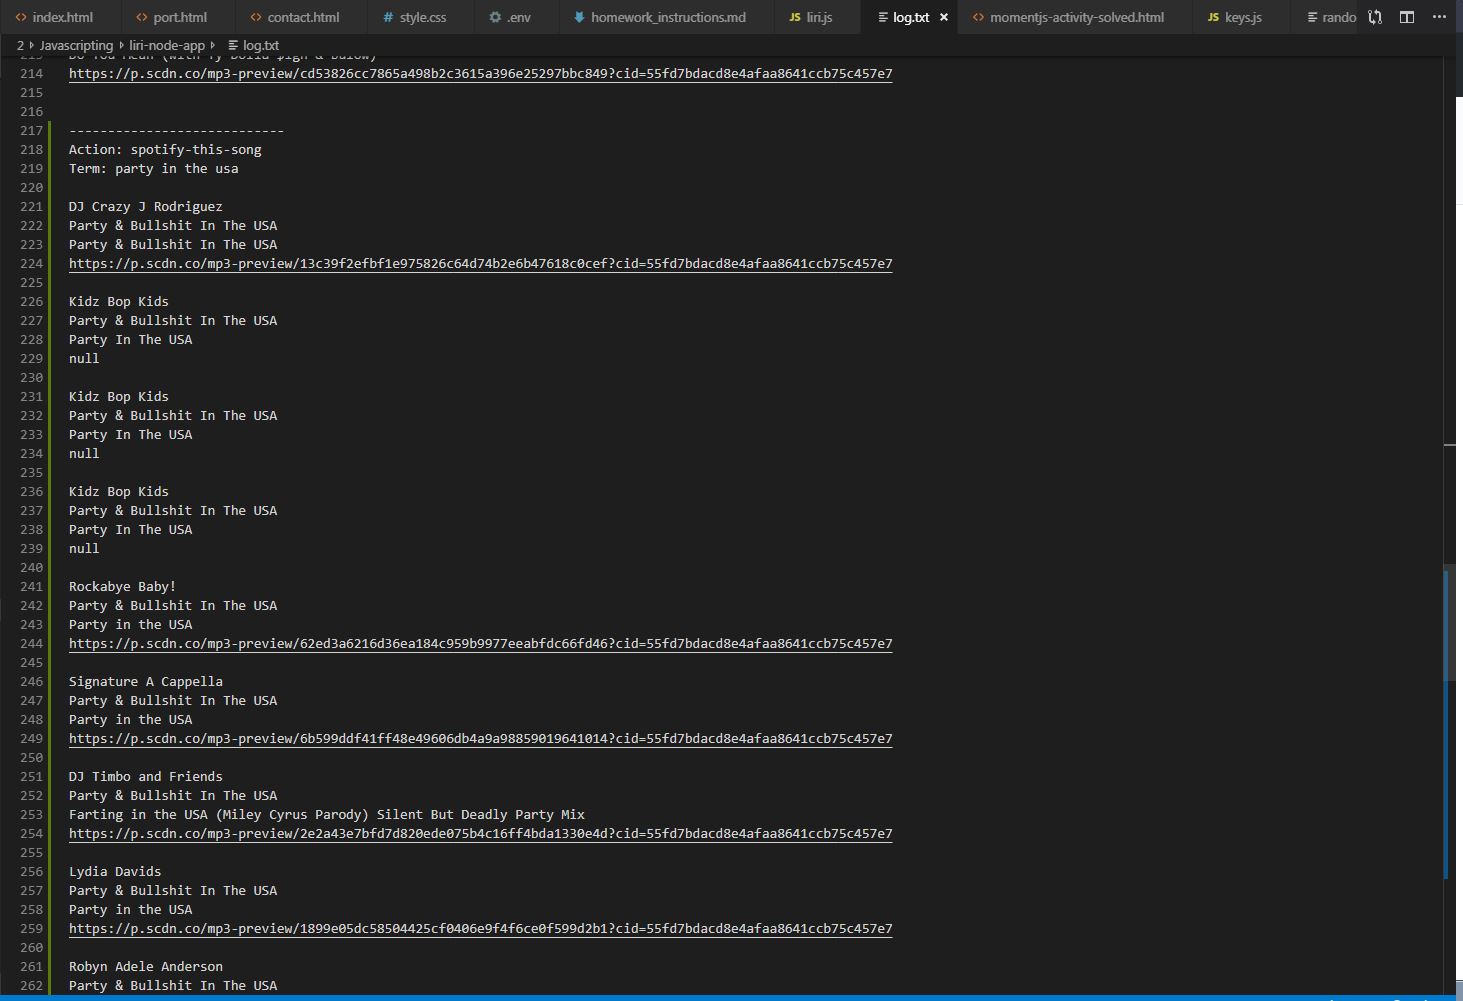 index.html port.html contact.html style.css .env homework_instructions.md JS liri.js log.txt momentjs-activity-solved.html JS keys.js rando
2 Javascripting liri-node-app log.txt
214 https://p.scdn.co/mp3-preview/cd53826cc7865a498b2c3615a396e25297bbc849?cid=55fd7bdacd8e4afaa8641ccb75c457e7
215
216
217 ----------------------------
218 Action: spotify-this-song
219 Term: party in the usa
220
221 DJ Crazy J Rodriguez
222 Party & Bullshit In The USA
223 Party & Bullshit In The USA
224 https://p.scdn.co/mp3-preview/13c39f2efbf1e975826c64d74b2e6b47618c0cef?cid=55fd7bdacd8e4afaa8641ccb75c457e7
225
226 Kidz Bop Kids
227 Party & Bullshit In The USA
228 Party In The USA
229 null
230
231 Kidz Bop Kids
232 Party & Bullshit In The USA
233 Party In The USA
234 null
235
236 Kidz Bop Kids
237 Party & Bullshit In The USA
238 Party In The USA
239 null
240
241 Rockabye Baby!
242 Party & Bullshit In The USA
243 Party in the USA
244 https://p.scdn.co/mp3-preview/62ed3a6216d36ea184c959b9977eeabfdc66fd46?cid=55fd7bdacd8e4afaa8641ccb75c457e7
245
246 Signature A Cappella
247 Party & Bullshit In The USA
248 Party in the USA
249 https://p.scdn.co/mp3-preview/6b599ddf41ff48e49606db4a9a98859019641014?cid=55fd7bdacd8e4afaa8641ccb75c457e7
250
251 DJ Timbo and Friends
252 Party & Bullshit In The USA
253 Farting in the USA (Miley Cyrus Parody) Silent But Deadly Party Mix
254 https://p.scdn.co/mp3-preview/2e2a43e7bfd7d820ede075b4c16ff4bda1330e4d?cid=55fd7bdacd8e4afaa8641ccb75c457e7
255
256 Lydia Davids
257 Party & Bullshit In The USA
258 Party in the USA
259 https://p.scdn.co/mp3-preview/1899e05dc58504425cf0406e9f4f6ce0f599d2b1?cid=55fd7bdacd8e4afaa8641ccb75c457e7
260
261 Robyn Adele Anderson
262 Party & Bullshit In The USA